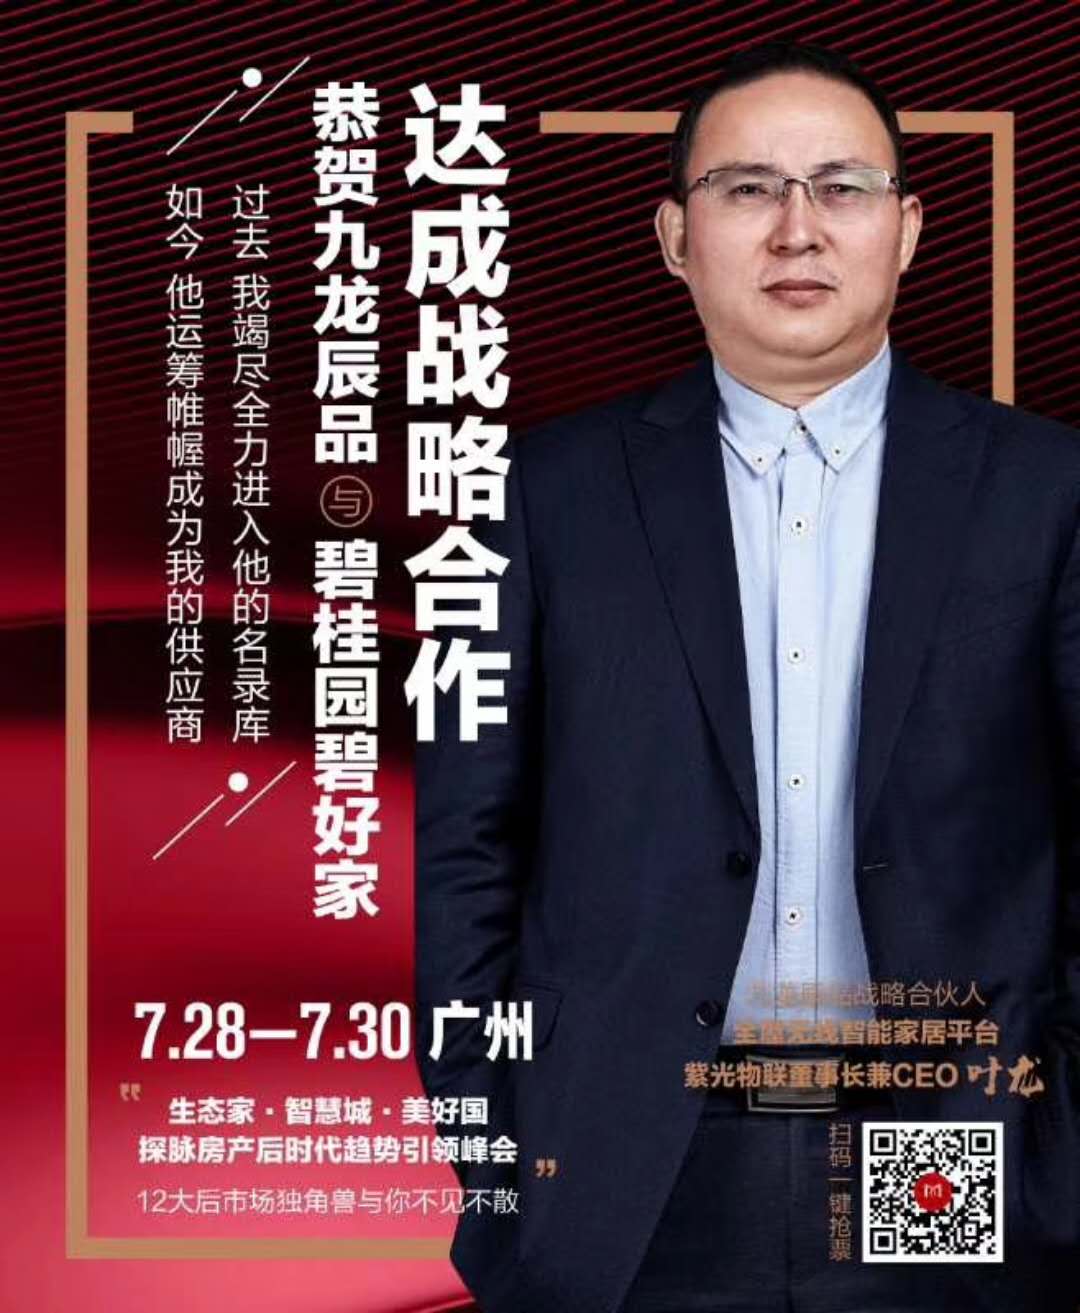 达成战略合作
恭贺九龙辰品与碧桂园碧好家
过去 我竭尽全力进入他的名录库
如今 他运筹帷幄成为我的供应商
7.28—7.30 广州
生态家·智慧城·美好国
探脉房产后时代趋势引领峰会
12大后市场独角兽与你不见不散
战略合伙人
智能家居平台
紫光物联董事长兼CEO 叶龙
扫码一键抢票